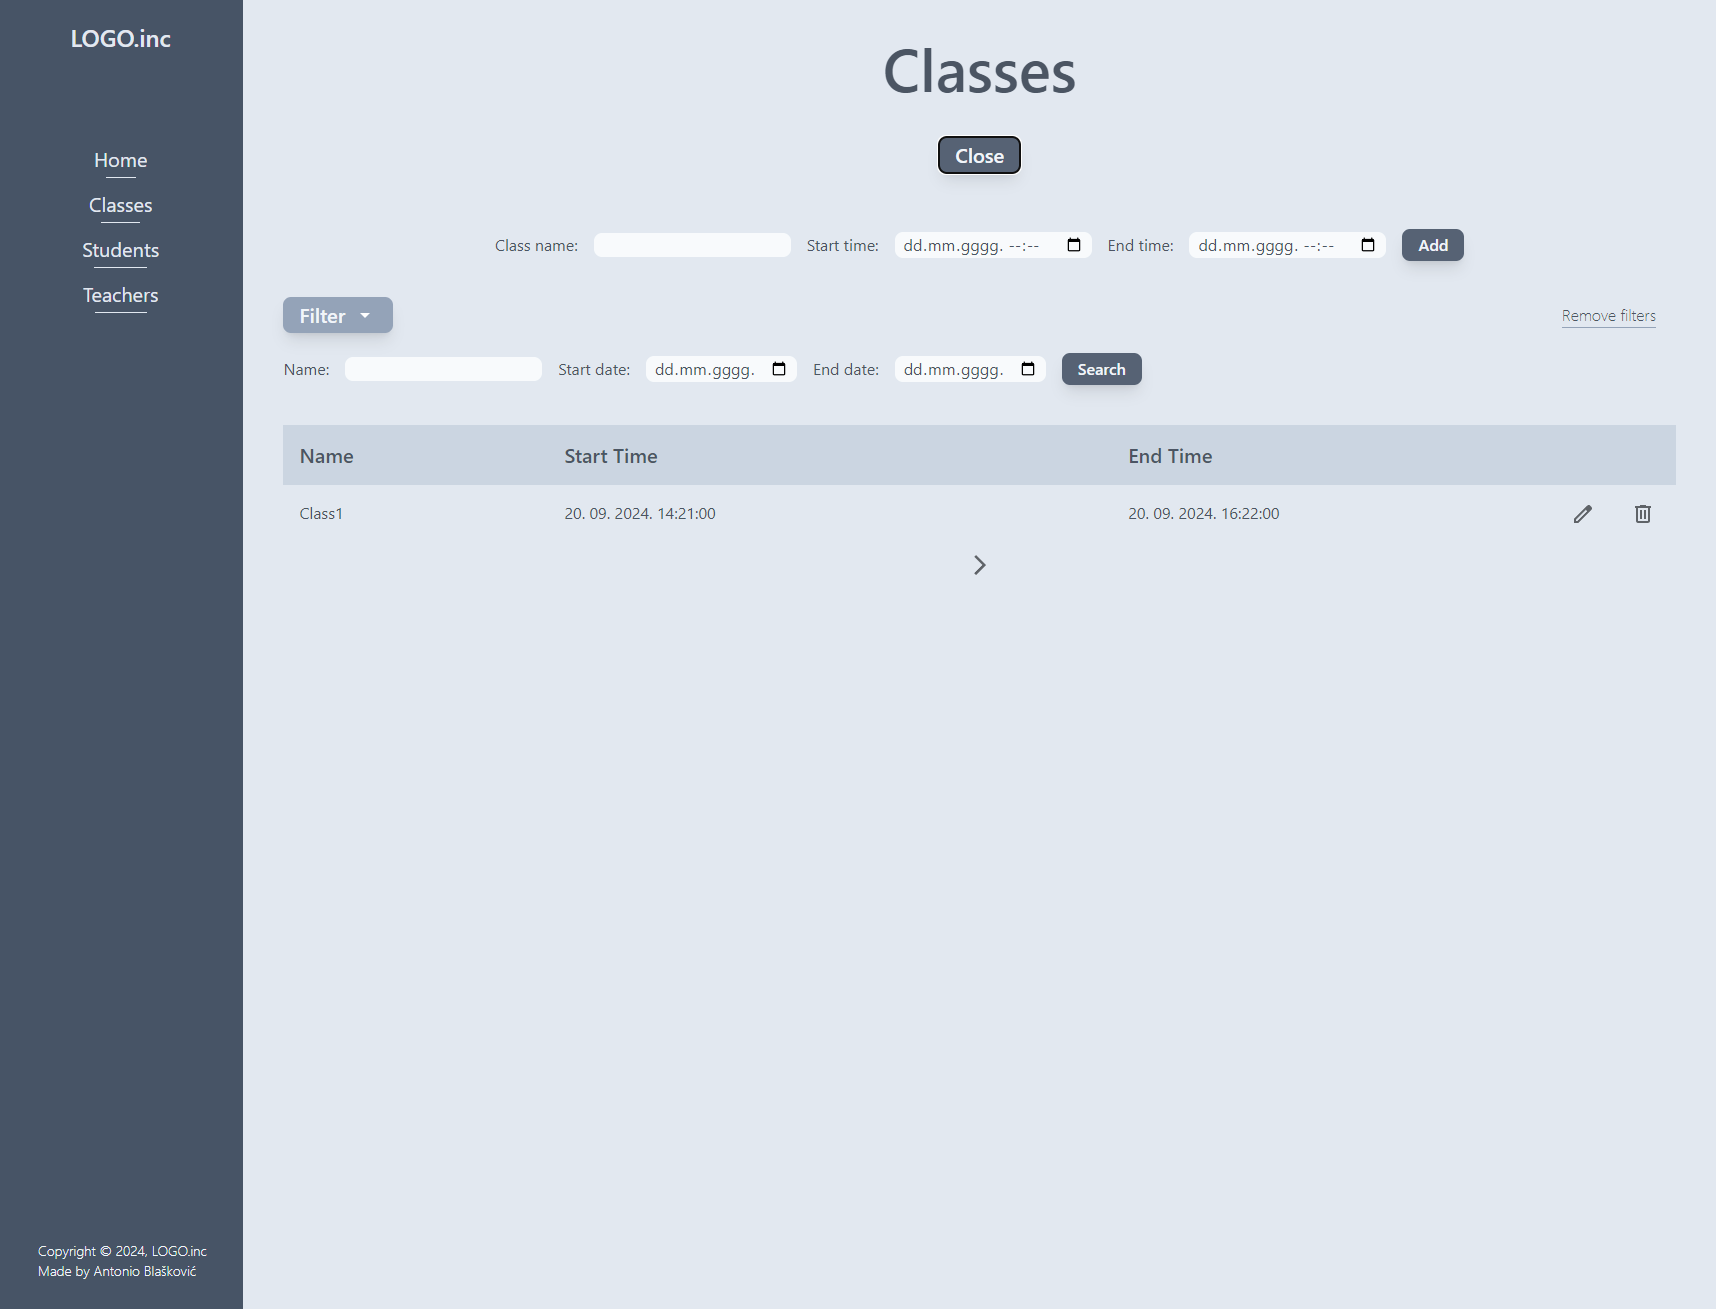 LOGO.inc
Home
Classes
Students
Teachers
Classes
Close
Class name: Start time: dd.mm.gggg. --:-- End time: dd.mm.gggg. --:-- Add
Filter Remove filters
Name: Start date: dd.mm.gggg. End date: dd.mm.gggg. Search
Name Start Time End Time
Class1 20. 09. 2024. 14:21:00 20. 09. 2024. 16:22:00
Copyright © 2024, LOGO.inc
Made by Antonio Blašković